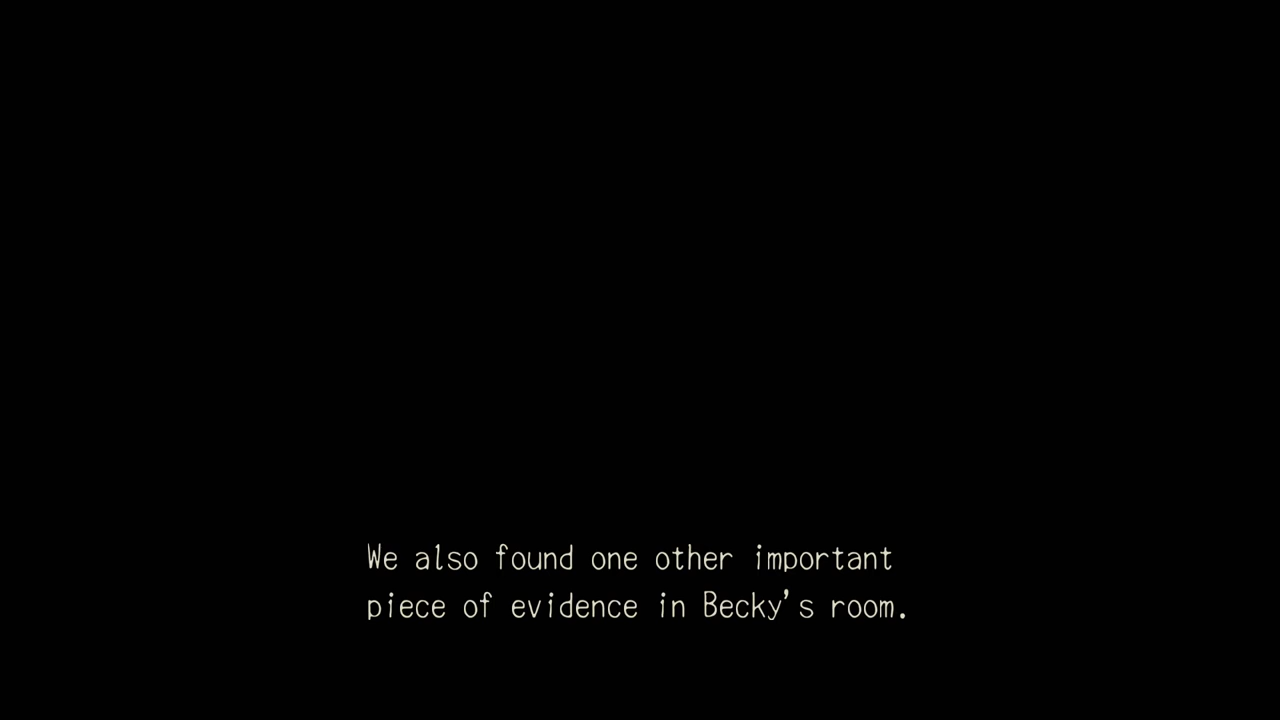 We also found one other important
piece of evidence in Becky's room.